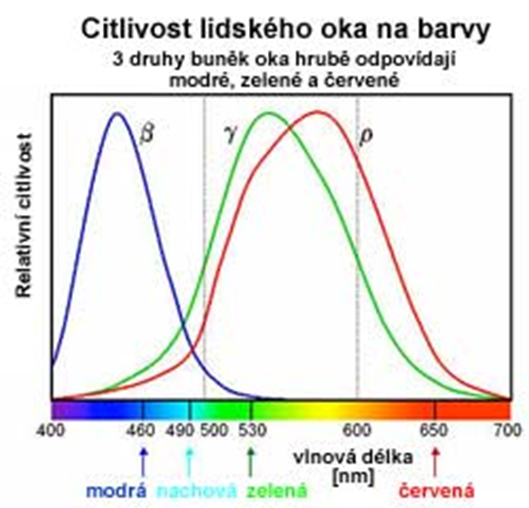 Citlivost lidského oka na barvy
3 druhy buněk oka hrubě odpovídají
modré, zelené a červené
Relativní citlivost
β γ ρ
400 460 490 500 530 600 650 700
vlnová délka
[nm]
modrá nachová zelená červená